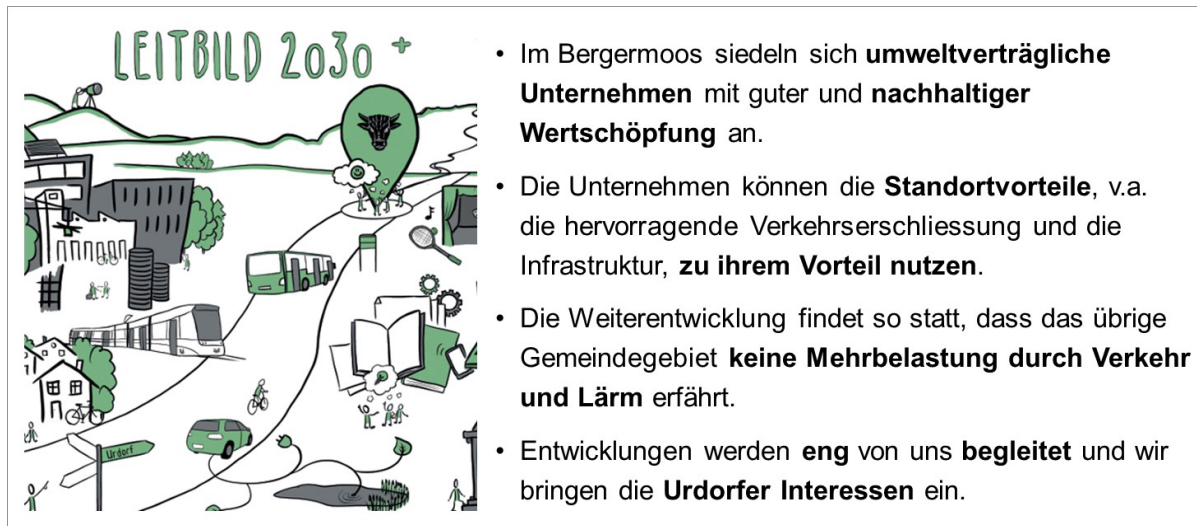 LEITBILD 2030 +
• Im Bergermoos siedeln sich umweltverträgliche
Unternehmen mit guter und nachhaltiger
Wertschöpfung an.
• Die Unternehmen können die Standortvorteile, v.a.
die hervorragende Verkehrserschliessung und die
Infrastruktur, zu ihrem Vorteil nutzen.
• Die Weiterentwicklung findet so statt, dass das übrige
Gemeindegebiet keine Mehrbelastung durch Verkehr
und Lärm erfährt.
• Entwicklungen werden eng von uns begleitet und wir
bringen die Urdorfer Interessen ein.
Urdorf